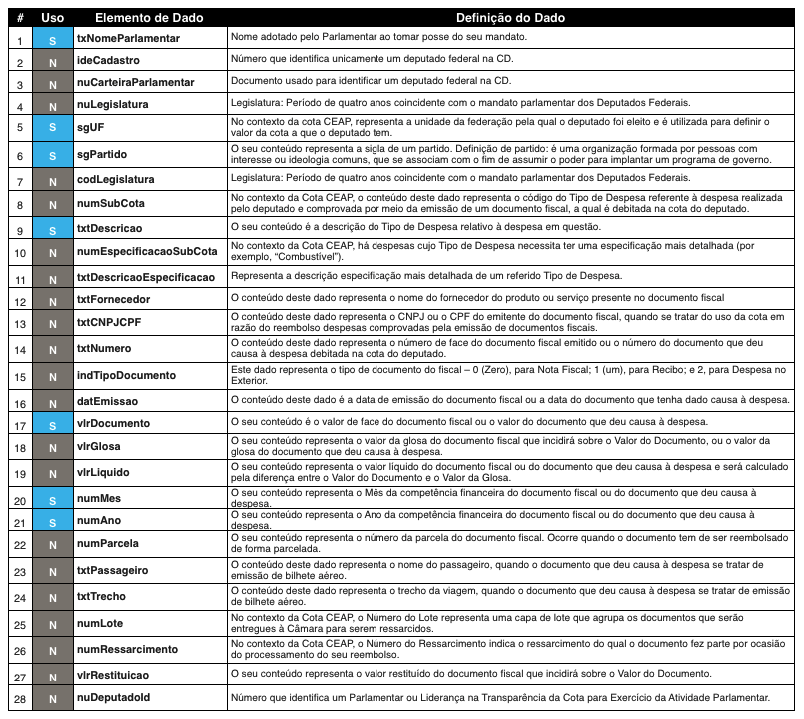 # Uso Elemento de Dado Definição do Dado
1 S txNomeParlamentar Nome adotado pelo Parlamentar ao tomar posse do seu mandato.
2 N ideCadastro Número que identifica unicamente um deputado federal na CD.
3 N nuCarteiraParlamentar Documento usado para identificar um deputado federal na CD.
4 N nuLegislatura Legislatura: Período de quatro anos coincidente com o mandato parlamentar dos Deputados Federais.
5 S sgUF No contexto da cota CEAP, representa a unidade da federação pela qual o deputado foi eleito e é utilizada para definir o
valor da cota a que o deputado tem.
6 S sgPartido O seu conteúdo representa a sigla de um partido. Definição de partido: é uma organização formada por pessoas com
interesse ou ideologia comuns, que se associam com o fim de assumir o poder para implantar um programa de governo.
7 N codLegislatura Legislatura: Período de quatro anos coincidente com o mandato parlamentar dos Deputados Federais.
8 N numSubCota No contexto da Cota CEAP, o conteúdo deste dado representa o código do Tipo de Despesa referente à despesa realizada
pelo deputado e comprovada por meio da emissão de um documento fiscal, a qual é debitada na cota do deputado.
9 S txtDescricao O seu conteúdo é a descrição do Tipo de Despesa relativo à despesa em questão.
10 N numEspecificacaoSubCota No contexto da Cota CEAP, há despesas cujo Tipo de Despesa necessita ter uma especificação mais detalhada (por
exemplo, “Combustível”).
11 N txtDescricaoEspecificacao Representa a descrição especificação mais detalhada de um referido Tipo de Despesa.
12 N txtFornecedor O conteúdo deste dado representa o nome do fornecedor do produto ou serviço presente no documento fiscal
13 N txtCNPJCPF O conteúdo deste dado representa o CNPJ ou o CPF do emitente do documento fiscal, quando se tratar do uso da cota em
razão do reembolso despesas comprovadas pela emissão de documentos fiscais.
14 N txtNumero O conteúdo deste dado representa o número de face do documento fiscal emitido ou o número do documento que deu
causa à despesa debitada na cota do deputado.
15 N indTipoDocumento Este dado representa o tipo de documento do fiscal – 0 (Zero), para Nota Fiscal; 1 (um), para Recibo; e 2, para Despesa no
Exterior.
16 N datEmissao O conteúdo deste dado é a data de emissão do documento fiscal ou a data do documento que tenha dado causa à despesa.
17 S vlrDocumento O seu conteúdo é o valor de face do documento fiscal ou o valor do documento que deu causa à despesa.
18 N vlrGlosa O seu conteúdo representa o valor da glosa do documento fiscal que incidirá sobre o Valor do Documento, ou o valor da
glosa do documento que deu causa à despesa.
19 N vlrLiquido O seu conteúdo representa o valor líquido do documento fiscal ou do documento que deu causa à despesa e será calculado
pela diferença entre o Valor do Documento e o Valor da Glosa.
20 S numMes O seu conteúdo representa o Mês da competência financeira do documento fiscal ou do documento que deu causa à
despesa.
21 S numAno O seu conteúdo representa o Ano da competência financeira do documento fiscal ou do documento que deu causa à
despesa.
22 N numParcela O seu conteúdo representa o número da parcela do documento fiscal. Ocorre quando o documento tem de ser reembolsado
de forma parcelada.
23 N txtPassageiro O conteúdo deste dado representa o nome do passageiro, quando o documento que deu causa à despesa se tratar de
emissão de bilhete aéreo.
24 N txtTrecho O conteúdo deste dado representa o trecho da viagem, quando o documento que deu causa à despesa se tratar de emissão
de bilhete aéreo.
25 N numLote No contexto da Cota CEAP, o Número do Lote representa uma capa de lote que agrupa os documentos que serão
entregues à Câmara para serem ressarcidos.
26 N numRessarcimento No contexto da Cota CEAP, o Número do Ressarcimento indica o ressarcimento do qual o documento fez parte por ocasião
do processamento do seu reembolso.
27 N vlrRestituicao O seu conteúdo representa o valor restituído do documento fiscal que incidirá sobre o Valor do Documento.
28 N nuDeputadoId Número que identifica um Parlamentar ou Liderança na Transparência da Cota para Exercício da Atividade Parlamentar.